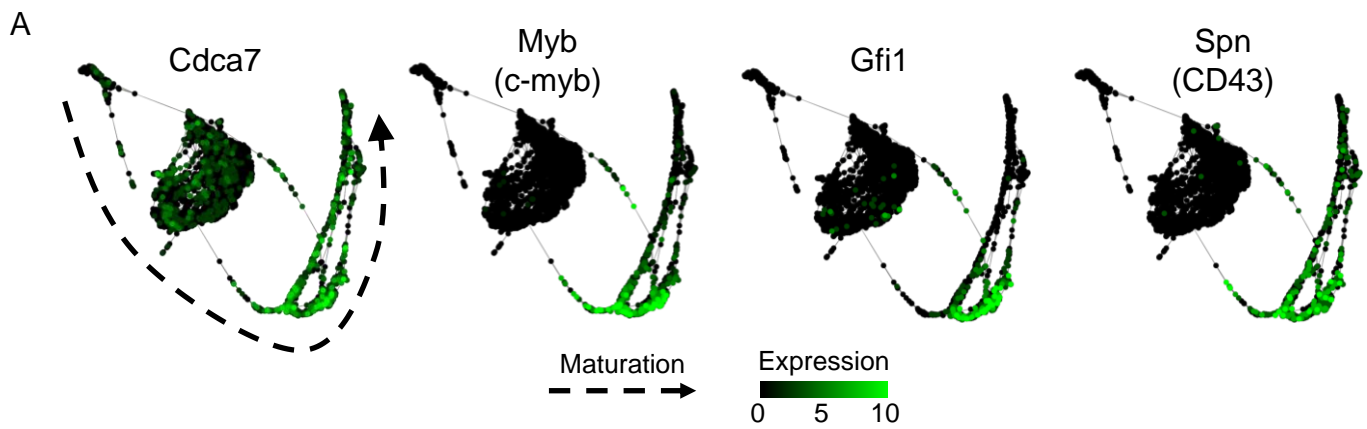 A
Cdca7
Myb
(c-myb)
Gfi1
Spn
(CD43)
Maturation
Expression
0 5 10